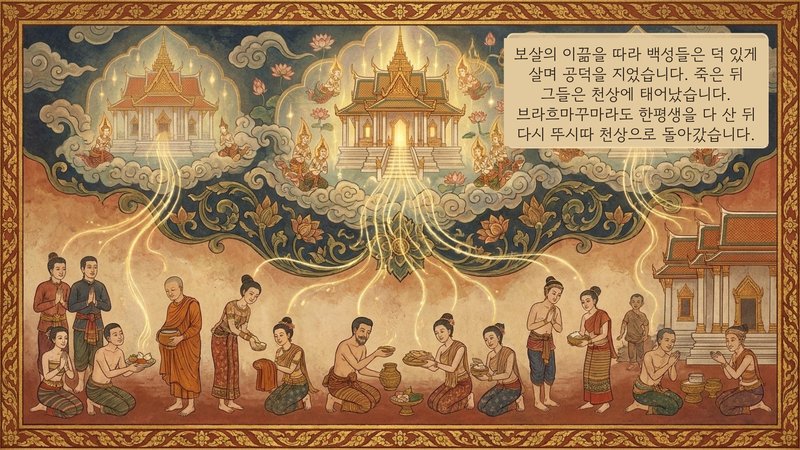 보살의 이끎을 따라 백성들은 덕 있게
살며 공덕을 지었습니다. 죽은 뒤
그들은 천상에 태어났습니다.
브라흐마꾸마라도 한평생을 다 산 뒤
다시 뚜시따 천상으로 돌아갔습니다.